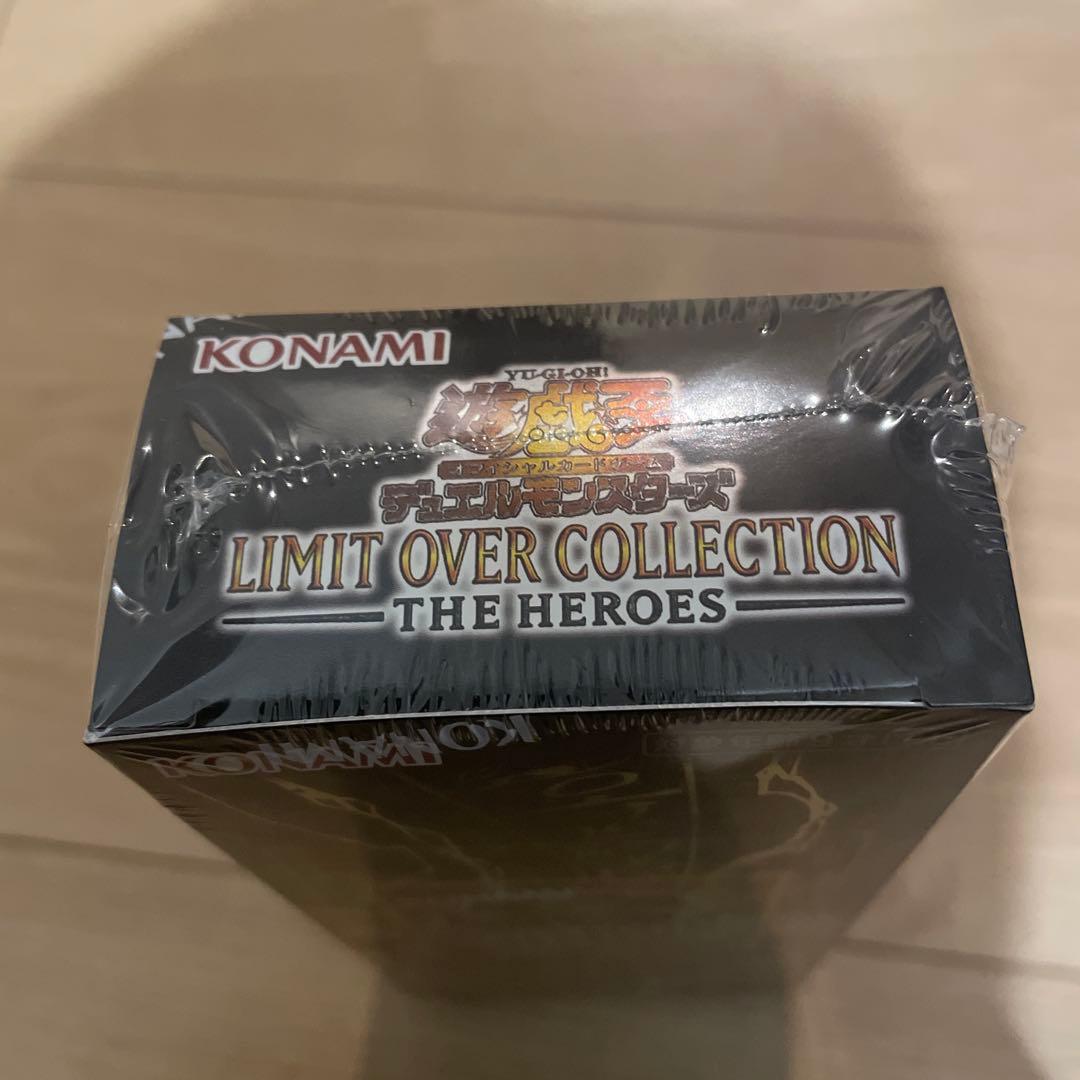 KONAMI
YU-GI-OH!
遊戯王
オフィシャルカードゲーム
デュエルモンスターズ
LIMIT OVER COLLECTION
THE HEROES
KONAMI
KONAMI